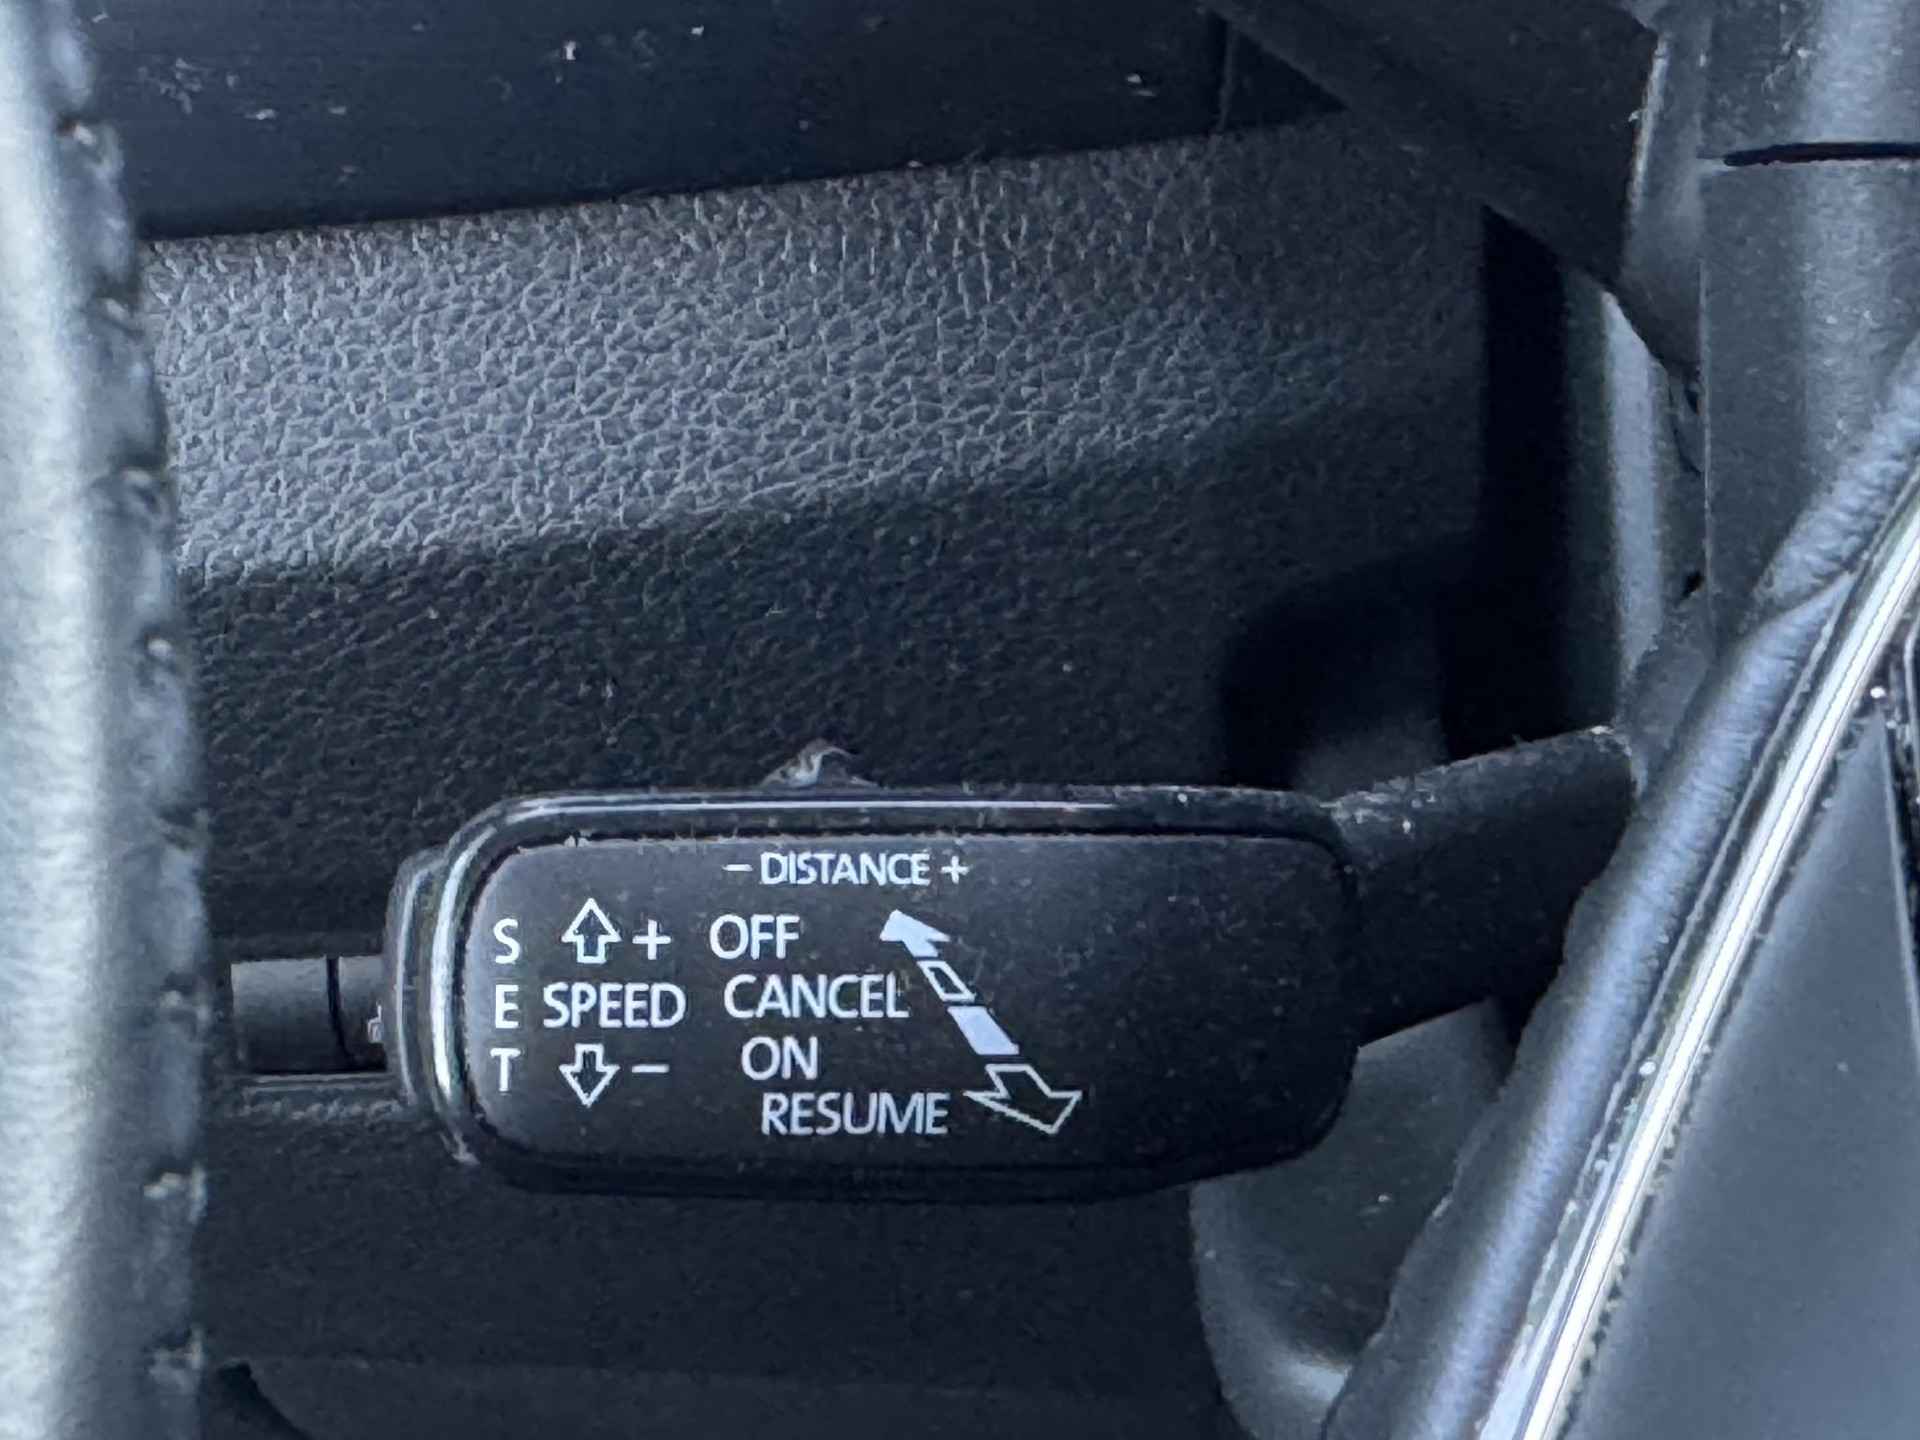 - DISTANCE +
S + OFF
E SPEED CANCEL
T - ON
RESUME